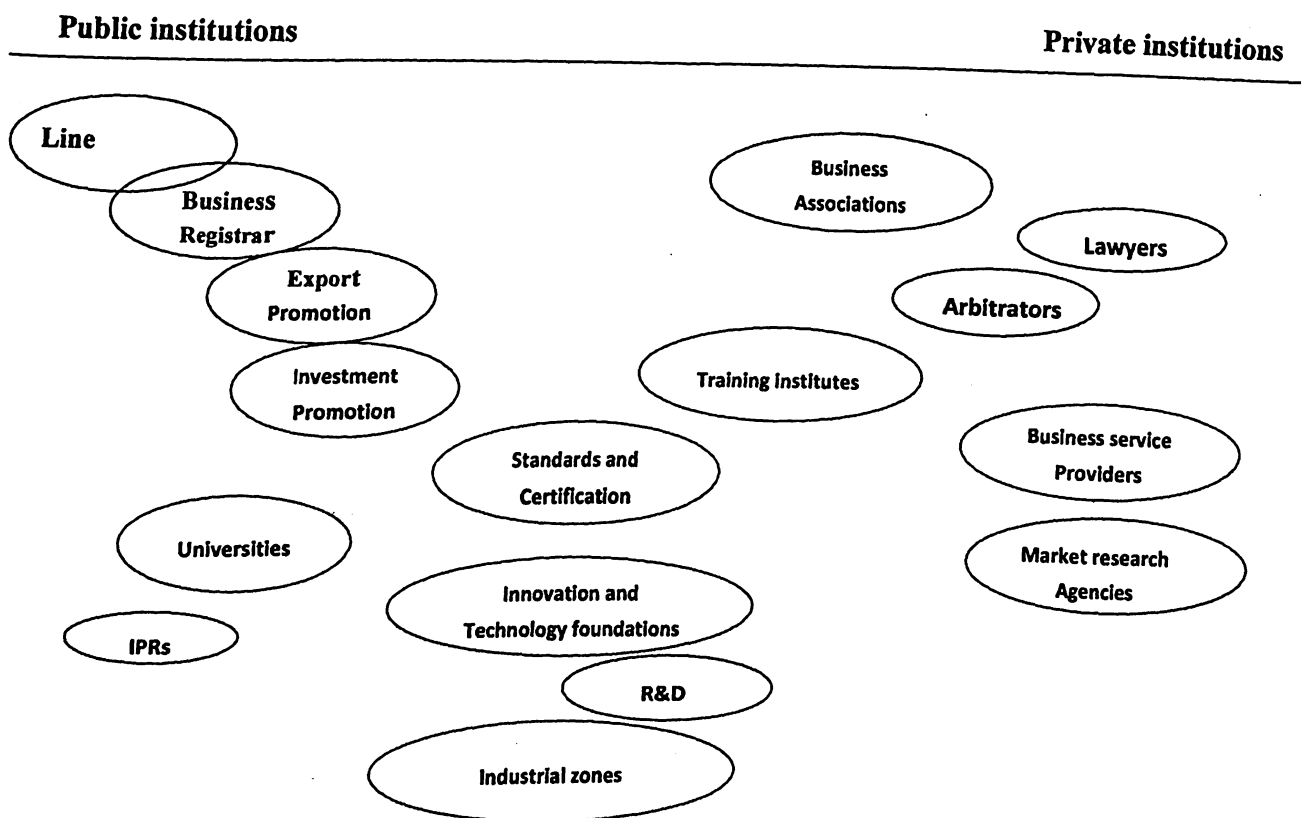 Public institutions
Private institutions
Line
Business
Registrar
Export
Promotion
Investment
Promotion
Business
Associations
Lawyers
Arbitrators
Training institutes
Standards and
Certification
Business service
Providers
Universities
Market research
Agencies
Innovation and
Technology foundations
IPRs
R&D
Industrial zones